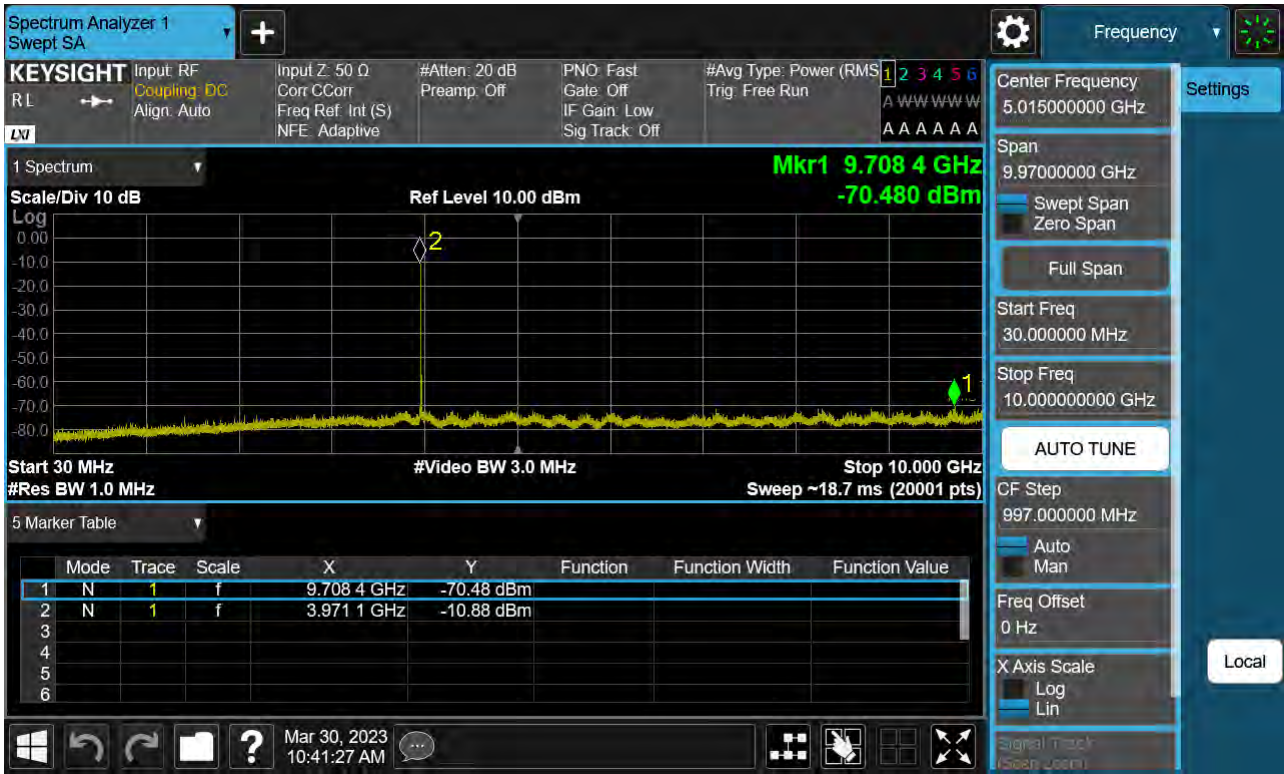 Spectrum Analyzer 1
Swept SA
+
Frequency
KEYSIGHT
RL
LXI
Input: RF
Coupling: DC
Align: Auto
Input Z: 50 Ω
Corr CCorr
Freq Ref: Int (S)
NFE: Adaptive
#Atten: 20 dB
Preamp: Off
PNO: Fast
Gate: Off
IF Gain: Low
Sig Track: Off
#Avg Type: Power (RMS
Trig: Free Run
1 2 3 4 5 6
A W W W W W
A A A A A A
1 Spectrum
Scale/Div 10 dB
Ref Level 10.00 dBm
Mkr1 9.708 4 GHz
-70.480 dBm
Log
0.00
-10.0
-20.0
-30.0
-40.0
-50.0
-60.0
-70.0
-80.0
2
1
Start 30 MHz
#Video BW 3.0 MHz
Stop 10.000 GHz
#Res BW 1.0 MHz
Sweep ~18.7 ms (20001 pts)
5 Marker Table
Mode Trace Scale X Y Function Function Width Function Value
1 N 1 f 9.708 4 GHz -70.48 dBm
2 N 1 f 3.971 1 GHz -10.88 dBm
3
4
5
6
Center Frequency
5.015000000 GHz
Span
9.97000000 GHz
Swept Span
Zero Span
Full Span
Start Freq
30.000000 MHz
Stop Freq
10.000000000 GHz
AUTO TUNE
CF Step
997.000000 MHz
Auto
Man
Freq Offset
0 Hz
X Axis Scale
Log
Lin
Signal Track
(Span Zoom)
Settings
Local
?
Mar 30, 2023
10:41:27 AM